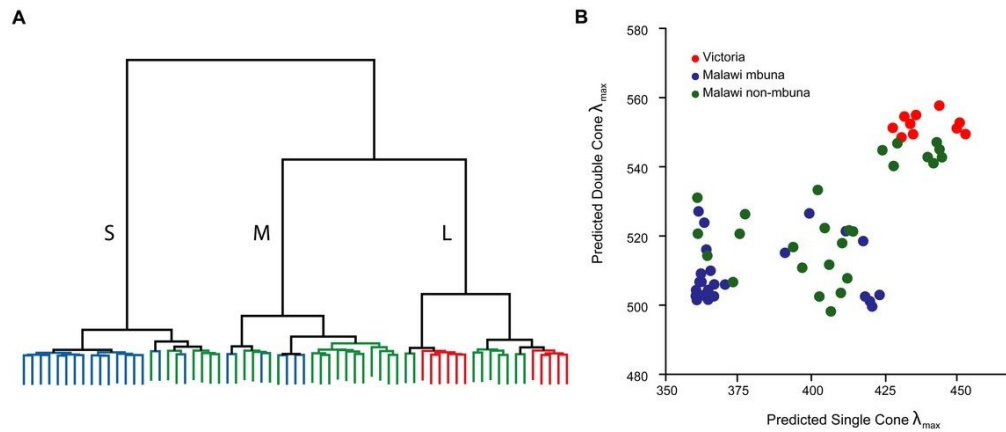 A
S
M
L
B
Victoria
Malawi mbuna
Malawi non-mbuna
Predicted Double Cone λmax
580
560
540
520
500
480
350
375
400
425
450
Predicted Single Cone λmax